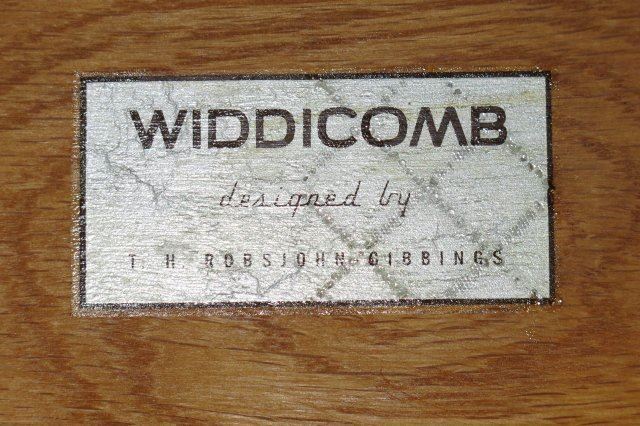 WIDDICOMB
designed by
T. H. ROBSJOHN-GIBBINGS